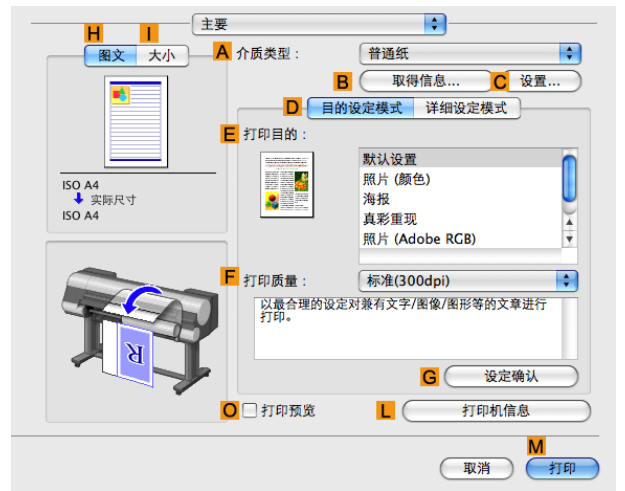 主要
H I
图文 大小
A 介质类型： 普通纸
B 取得信息... C 设置...
D 目的设定模式 详细设定模式
E 打印目的：
默认设置
照片 (颜色)
海报
真彩重现
照片 (Adobe RGB)
ISO A4
实际尺寸
ISO A4
F 打印质量： 标准(300dpi)
以最合理的设定对兼有文字/图像/图形等的文章进行
打印。
R
G 设定确认
O 打印预览 L 打印机信息
M
取消 打印